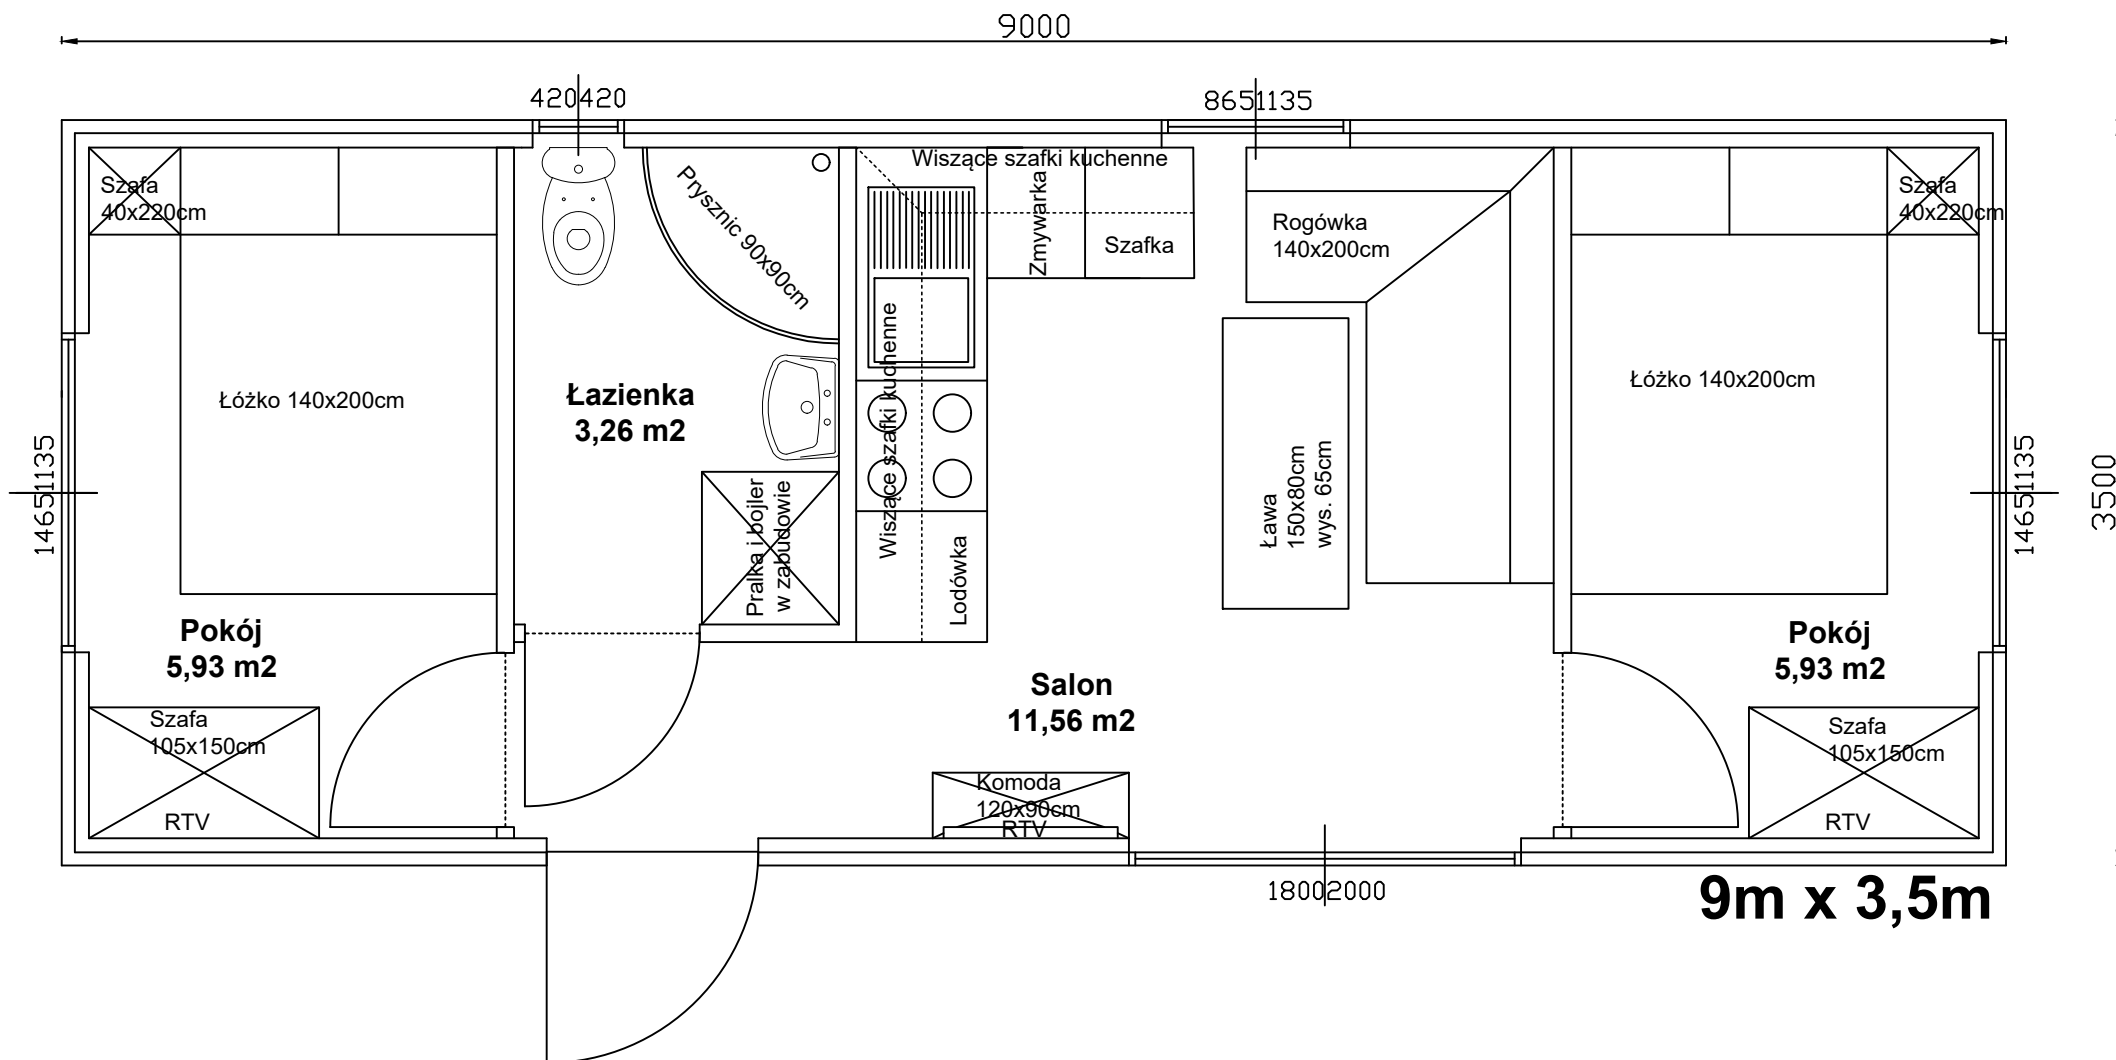 9000
420420
8651135
Szafa
40x220cm
Prysznic 90x90cm
Wiszące szafki kuchenne
Zmywarka
Szafka
Rogówka
140x200cm
Szafa
40x220cm
Łóżko 140x200cm
Łazienka
3,26 m2
Wiszące szafki kuchenne
Łóżko 140x200cm
14651135
Pralka i bojler
w zabudowie
Lodówka
Ława
150x80cm
wys. 65cm
14651135
3500
Pokój
5,93 m2
Salon
11,56 m2
Pokój
5,93 m2
Szafa
105x150cm
RTV
Komoda
120x90cm
RTV
Szafa
105x150cm
RTV
18002000
9m x 3,5m